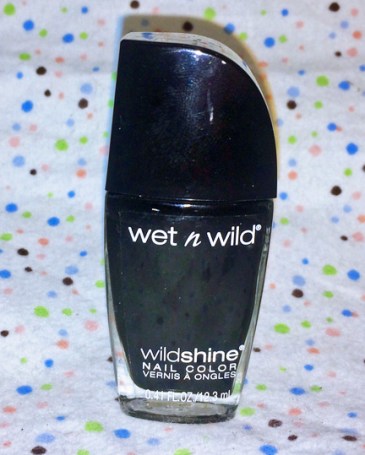 wet n wild®
wildshine®
NAIL COLOR
VERNIS À ONGLES
0.41 FL.OZ/12.3 ml